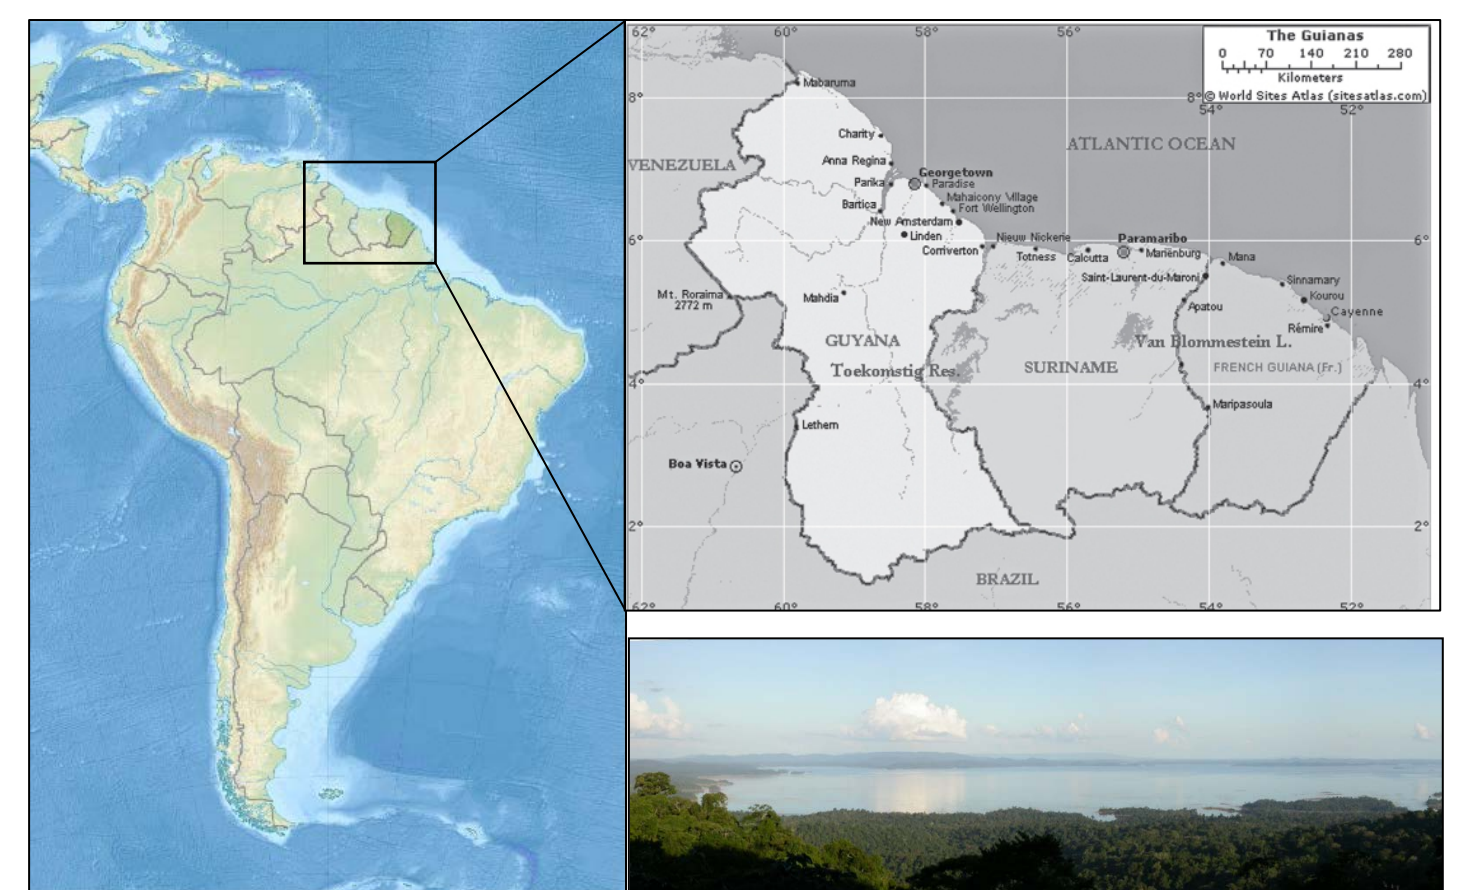 62°
60°
58°
56°
The Guianas
0 70 140 210 280
Kilometers
© World Sites Atlas (sitesatlas.com)
8°
8°
54°
52°
Mabaruma
ATLANTIC OCEAN
VENEZUELA
Charity
Anna Regina
Georgetown
Parika
Paradise
Mahaicony Village
Bartica
Fort Wellington
New Amsterdam
Linden
6°
6°
Corriverton
Nieuw Nickerie
Totness
Paramaribo
Calcutta
Marienburg
Mana
Saint-Laurent-du-Maroni
Sinnamary
Mt. Roraima
2772 m
Mahdia
Apatou
Kourou
Cayenne
Rémire
GUYANA
Van Blommestein L.
Toekomstig Res.
SURINAME
FRENCH GUIANA (Fr.)
4°
4°
Maripasoula
Lethem
Boa Vista
2°
2°
BRAZIL
62°
60°
58°
56°
54°
52°